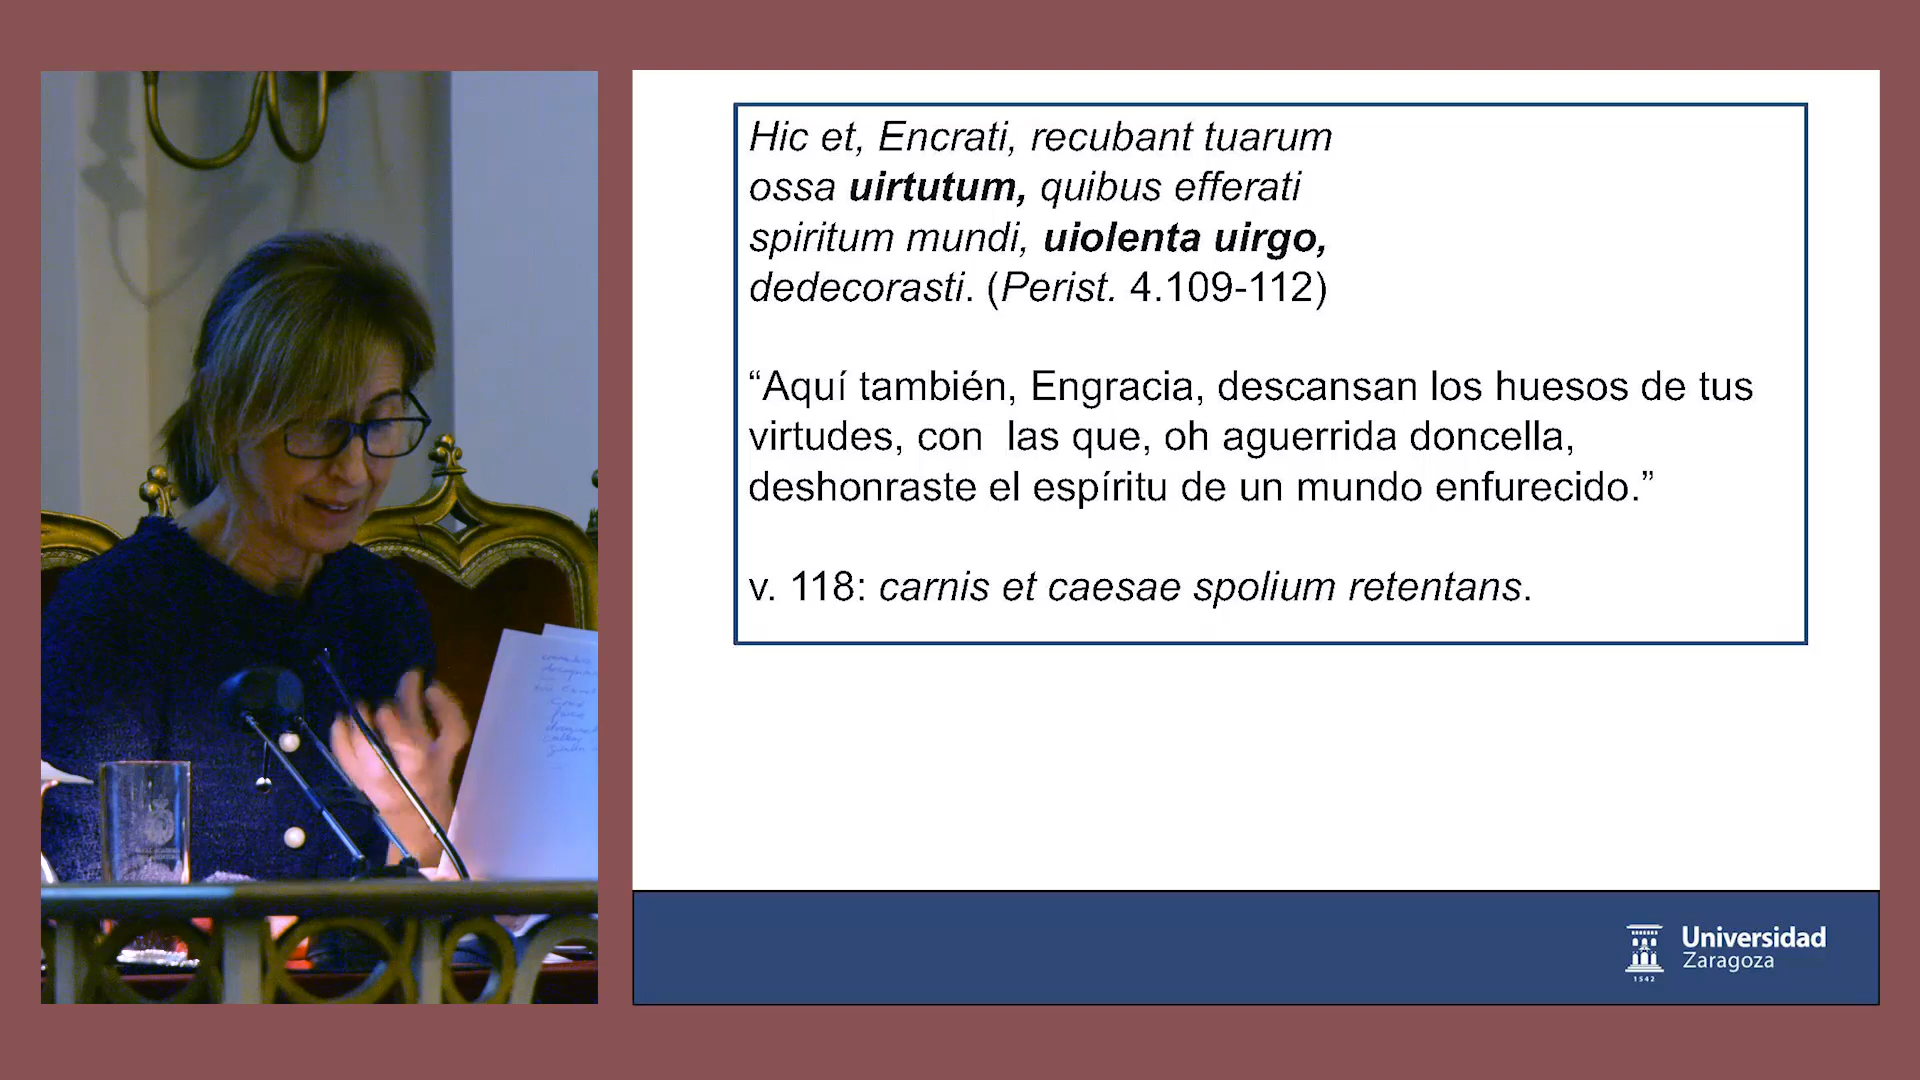 Hic et, Encrati, recubant tuarum
ossa uirtutum, quibus efferati
spiritum mundi, uiolenta uirgo,
dedecorasti. (Perist. 4.109-112)
“Aquí también, Engracia, descansan los huesos de tus
virtudes, con las que, oh aguerrida doncella,
deshonraste el espíritu de un mundo enfurecido.”
v. 118: carnis et caesae spolium retentans.
Universidad
Zaragoza
1542